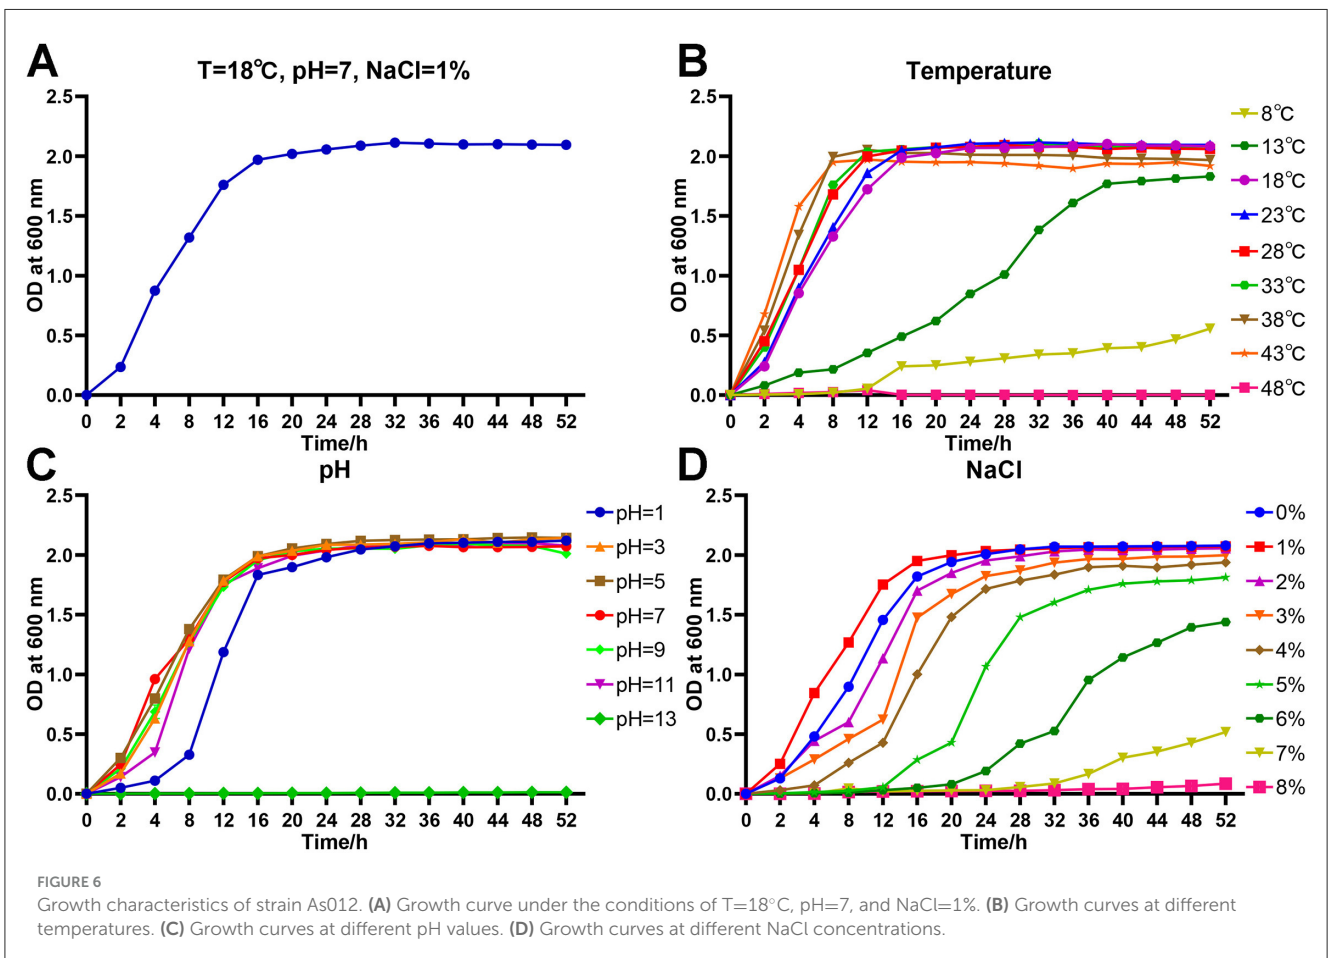 A
T=18°C, pH=7, NaCl=1%
OD at 600 nm
2.5
2.0
1.5
1.0
0.5
0.0
0 2 4 8 12 16 20 24 28 32 36 40 44 48 52
Time/h
B
Temperature
OD at 600 nm
2.5
2.0
1.5
1.0
0.5
0.0
0 2 4 8 12 16 20 24 28 32 36 40 44 48 52
Time/h
8°C
13°C
18°C
23°C
28°C
33°C
38°C
43°C
48°C
C
pH
OD at 600 nm
2.5
2.0
1.5
1.0
0.5
0.0
0 2 4 8 12 16 20 24 28 32 36 40 44 48 52
Time/h
pH=1
pH=3
pH=5
pH=7
pH=9
pH=11
pH=13
D
NaCl
OD at 600 nm
2.5
2.0
1.5
1.0
0.5
0.0
0 2 4 8 12 16 20 24 28 32 36 40 44 48 52
Time/h
0%
1%
2%
3%
4%
5%
6%
7%
8%
FIGURE 6
Growth characteristics of strain As012. (A) Growth curve under the conditions of T=18°C, pH=7, and NaCl=1%. (B) Growth curves at different
temperatures. (C) Growth curves at different pH values. (D) Growth curves at different NaCl concentrations.